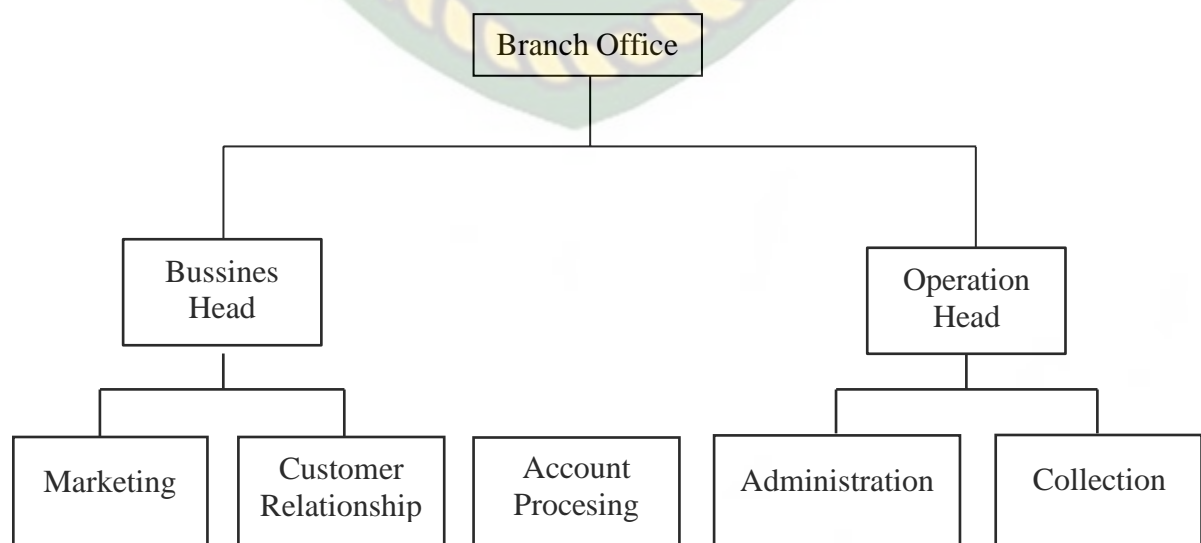 Branch Office
Bussines
Head
Operation
Head
Marketing
Customer
Relationship
Account
Procesing
Administration
Collection